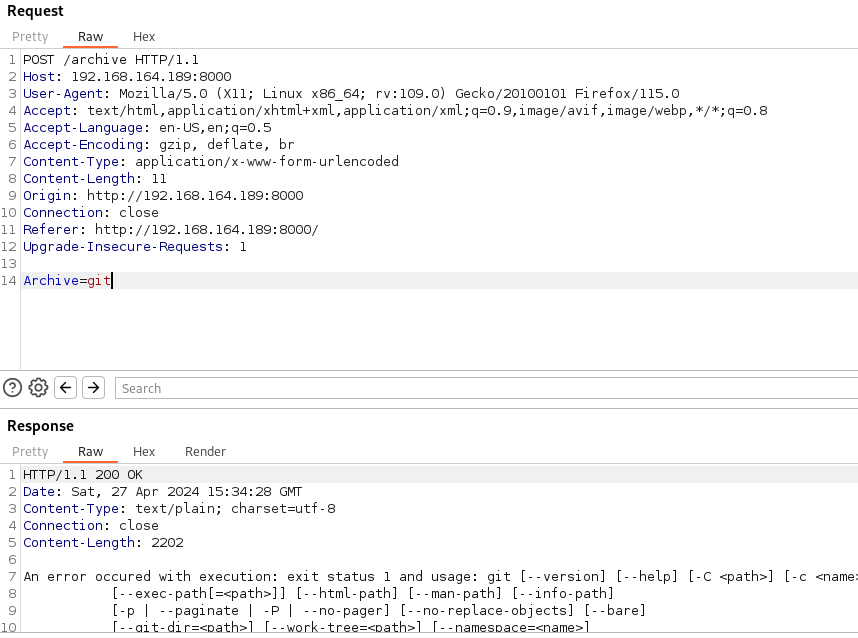 Request
Pretty Raw Hex
1 POST /archive HTTP/1.1
2 Host: 192.168.164.189:8000
3 User-Agent: Mozilla/5.0 (X11; Linux x86_64; rv:109.0) Gecko/20100101 Firefox/115.0
4 Accept: text/html,application/xhtml+xml,application/xml;q=0.9,image/avif,image/webp,*/*;q=0.8
5 Accept-Language: en-US,en;q=0.5
6 Accept-Encoding: gzip, deflate, br
7 Content-Type: application/x-www-form-urlencoded
8 Content-Length: 11
9 Origin: http://192.168.164.189:8000
10 Connection: close
11 Referer: http://192.168.164.189:8000/
12 Upgrade-Insecure-Requests: 1
13
14 Archive=git
Search
Response
Pretty Raw Hex Render
1 HTTP/1.1 200 OK
2 Date: Sat, 27 Apr 2024 15:34:28 GMT
3 Content-Type: text/plain; charset=utf-8
4 Connection: close
5 Content-Length: 2202
6
7 An error occured with execution: exit status 1 and usage: git [--version] [--help] [-C <path>] [-c <name>
8 [--exec-path[=<path>]] [--html-path] [--man-path] [--info-path]
9 [-p | --paginate | -P | --no-pager] [--no-replace-objects] [--bare]
10 [--git-dir=<path>] [--work-tree=<path>] [--namespace=<name>]